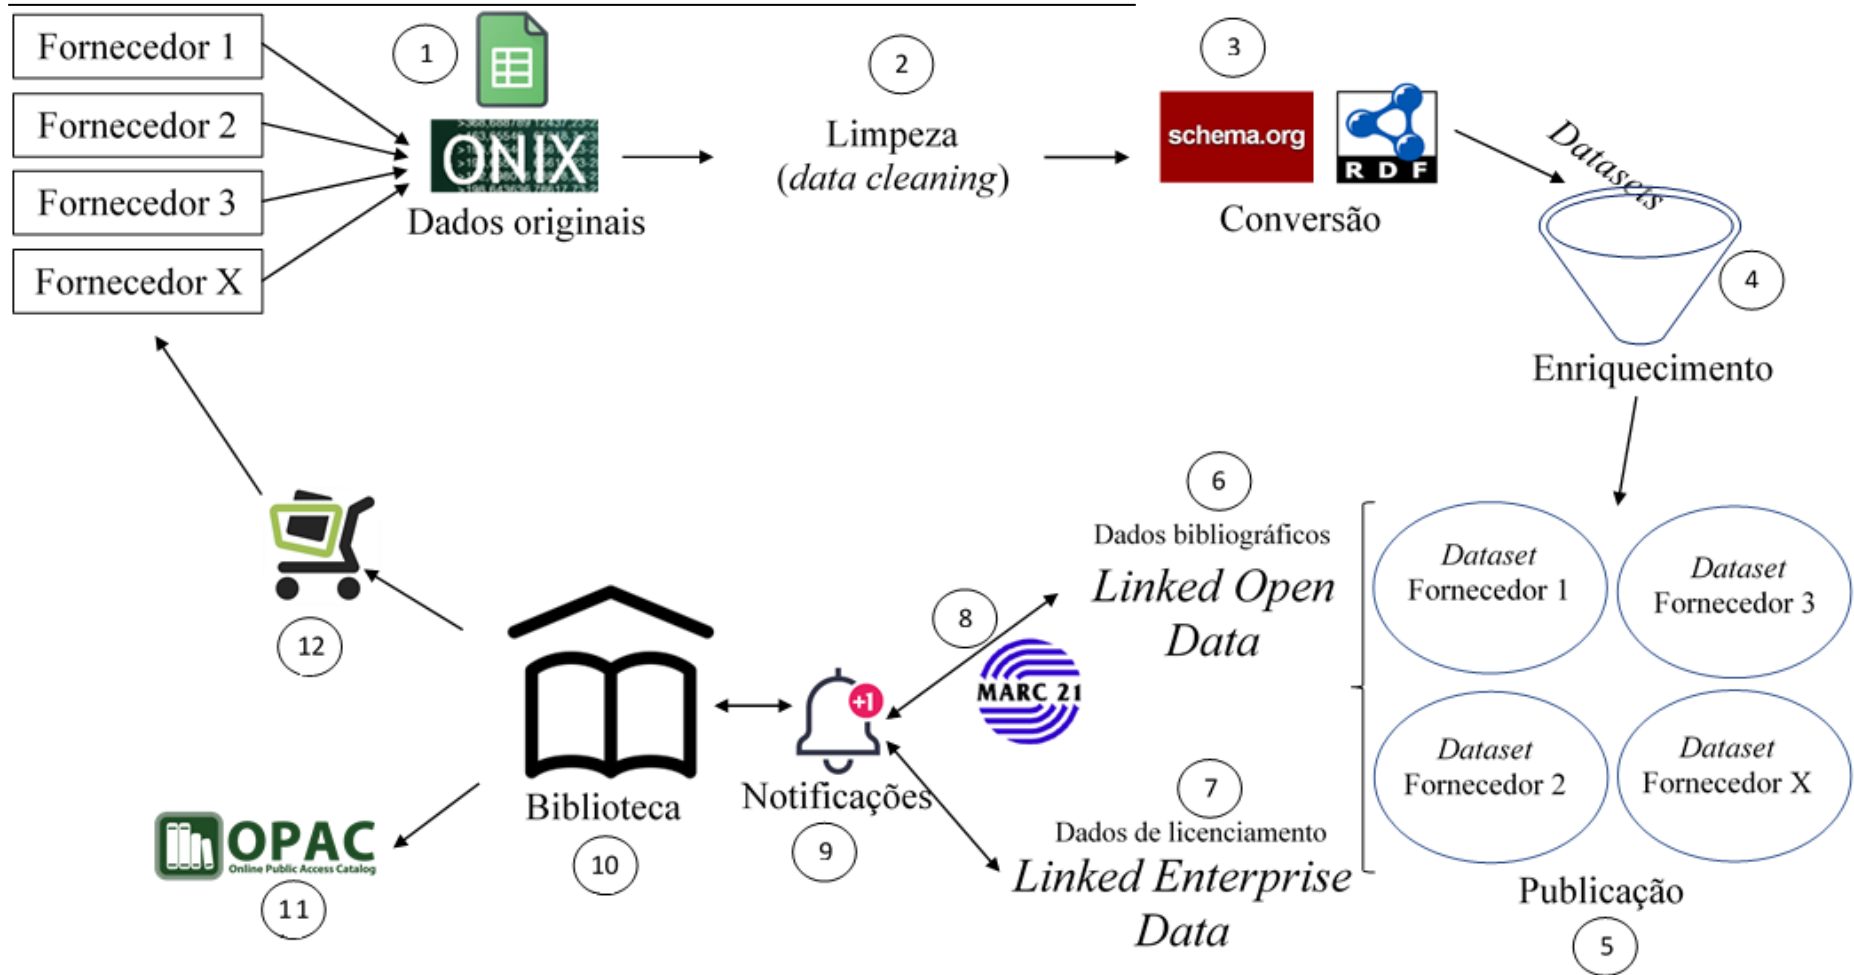 Fornecedor 1
Fornecedor 2
Fornecedor 3
Fornecedor X
1
ONIX
Dados originais
2
Limpeza
(data cleaning)
3
schema.org
RDF
Conversão
Datasets
4
Enriquecimento
Dataset
Fornecedor 1
Dataset
Fornecedor 3
Dataset
Fornecedor 2
Dataset
Fornecedor X
Publicação
5
6
Dados bibliográficos
Linked Open
Data
7
Dados de licenciamento
Linked Enterprise
Data
8
MARC 21
+1
Notificações
9
Biblioteca
10
OPAC
Online Public Access Catalog
11
12